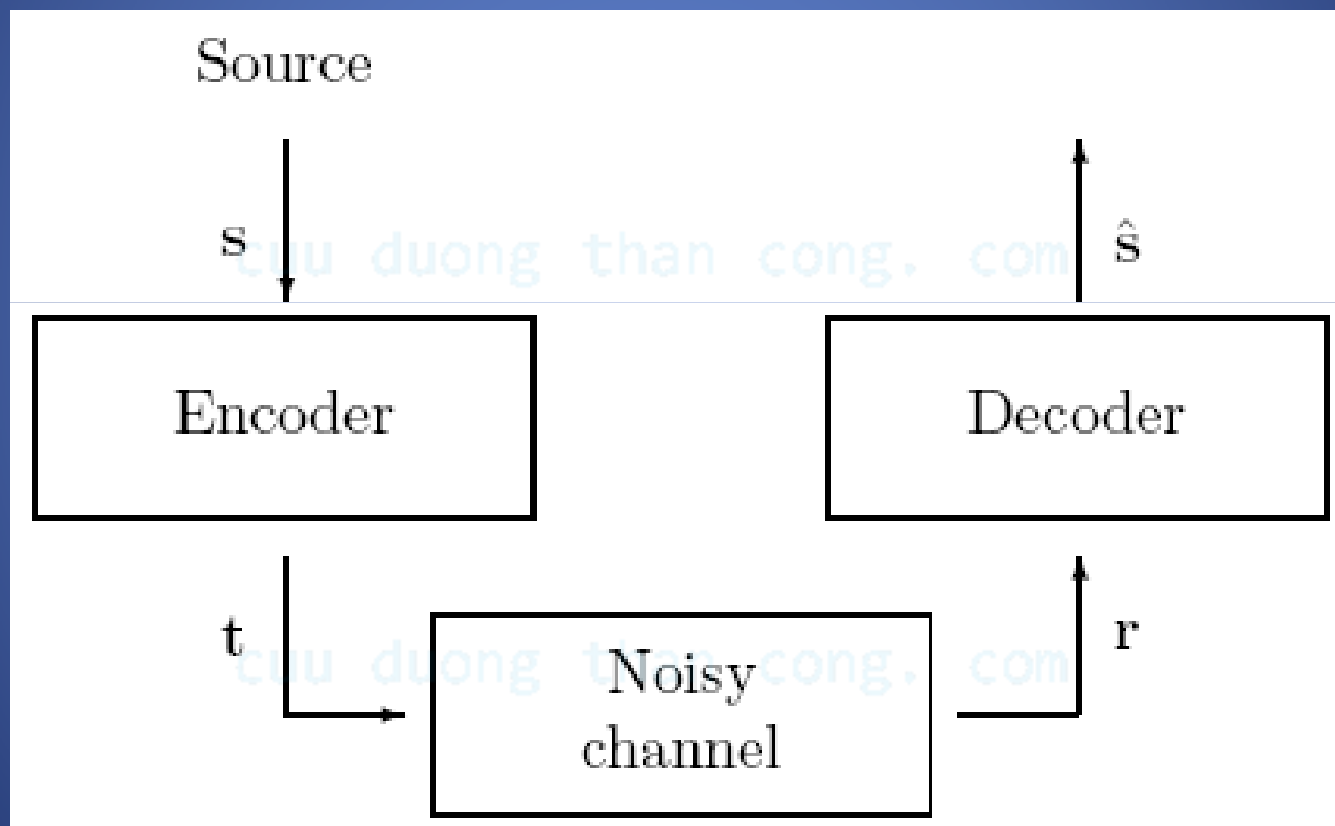 Source
s
ŝ
cuu duong than cong. com
Encoder
Decoder
t
r
cuu duong than cong. com
Noisy
channel